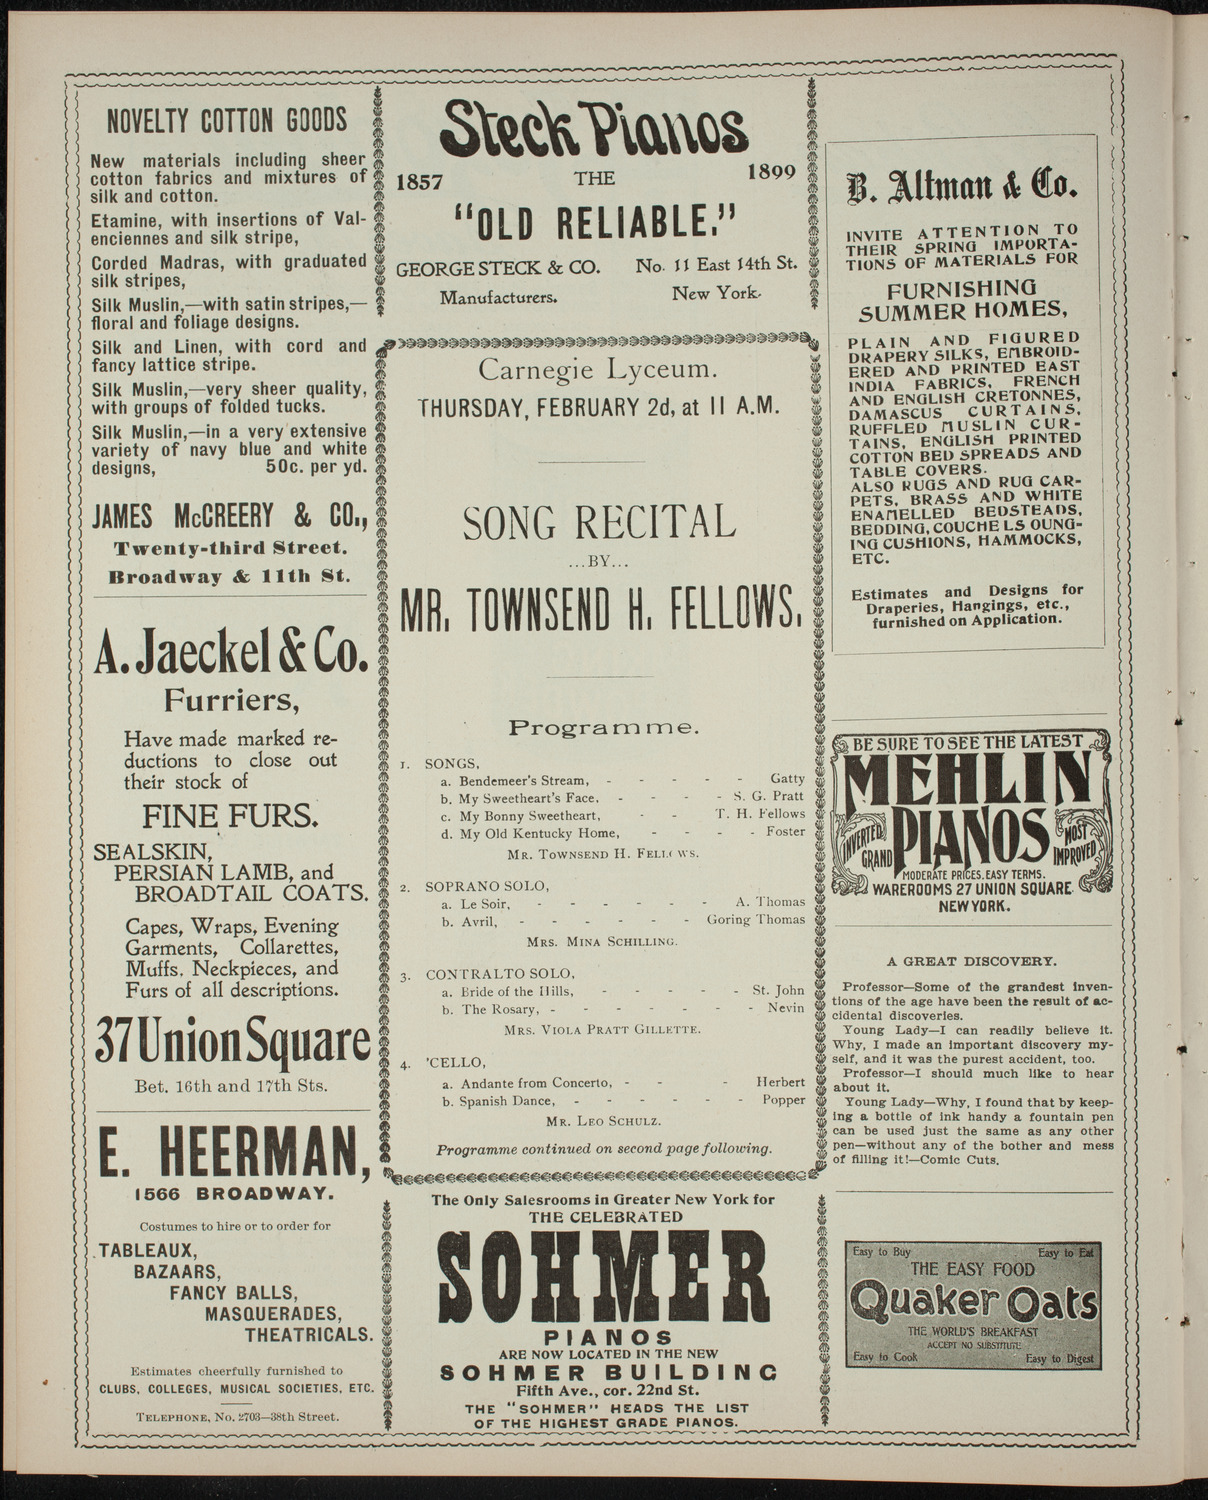 NOVELTY COTTON GOODS
New materials including sheer
cotton fabrics and mixtures of
silk and cotton.
Etamine, with insertions of Val-
enciennes and silk stripe,
Corded Madras, with graduated
silk stripes,
Silk Muslin,—with satin stripes,—
floral and foliage designs.
Silk and Linen, with cord and
fancy lattice stripe.
Silk Muslin,—very sheer quality,
with groups of folded tucks.
Silk Muslin,—in a very extensive
variety of navy blue and white
designs, 50c. per yd.
JAMES McCREERY & CO.,
Twenty-third Street.
Broadway & 11th St.
A. Jaeckel & Co.
Furriers,
Have made marked re-
ductions to close out
their stock of
FINE FURS.
SEALSKIN,
PERSIAN LAMB, and
BROADTAIL COATS.
Capes, Wraps, Evening
Garments, Collarettes,
Muffs, Neckpieces, and
Furs of all descriptions.
37 Union Square
Bet. 16th and 17th Sts.
E. HEERMAN,
1566 BROADWAY.
Costumes to hire or to order for
TABLEAUX,
BAZAARS,
FANCY BALLS,
MASQUERADES,
THEATRICALS.
Estimates cheerfully furnished to
CLUBS, COLLEGES, MUSICAL SOCIETIES, ETC.
TELEPHONE, No. 2703—38th Street.
Steck Pianos
1857 THE 1899
"OLD RELIABLE."
GEORGE STECK & CO. No. 11 East 14th St.
Manufacturers. New York.
Carnegie Lyceum.
THURSDAY, FEBRUARY 2d, at 11 A.M.
SONG RECITAL
...BY...
MR. TOWNSEND H. FELLOWS.
Programme.
1. SONGS,
a. Bendemeer's Stream, - - - - - Gatty
b. My Sweetheart's Face, - - - - S. G. Pratt
c. My Bonny Sweetheart, - - T. H. Fellows
d. My Old Kentucky Home, - - - - Foster
MR. TOWNSEND H. FELLOWS.
2. SOPRANO SOLO,
a. Le Soir, - - - - - - A. Thomas
b. Avril, - - - - - - Goring Thomas
MRS. MINA SCHILLING.
3. CONTRALTO SOLO,
a. Bride of the Hills, - - - - - St. John
b. The Rosary, - - - - - - - Nevin
MRS. VIOLA PRATT GILLETTE.
4. 'CELLO,
a. Andante from Concerto, - - - Herbert
b. Spanish Dance, - - - - - - Popper
MR. LEO SCHULZ.
Programme continued on second page following.
The Only Salesrooms in Greater New York for
THE CELEBRATED
SOHMER
PIANOS
ARE NOW LOCATED IN THE NEW
SOHMER BUILDING
Fifth Ave., cor. 22nd St.
THE "SOHMER" HEADS THE LIST
OF THE HIGHEST GRADE PIANOS.
B. Altman & Co.
INVITE ATTENTION TO
THEIR SPRING IMPORTA-
TIONS OF MATERIALS FOR
FURNISHING
SUMMER HOMES,
PLAIN AND FIGURED
DRAPERY SILKS, EMBROID-
ERED AND PRINTED EAST
INDIA FABRICS, FRENCH
AND ENGLISH CRETONNES,
DAMASCUS CURTAINS,
RUFFLED MUSLIN CUR-
TAINS, ENGLISH PRINTED
COTTON BED SPREADS AND
TABLE COVERS.
ALSO RUGS AND RUG CAR-
PETS, BRASS AND WHITE
ENAMELLED BEDSTEADS,
BEDDING, COUCHE LS OUNG-
ING CUSHIONS, HAMMOCKS,
ETC.
Estimates and Designs for
Draperies, Hangings, etc.,
furnished on Application.
BE SURE TO SEE THE LATEST
MEHLIN
PIANOS
INVERTED GRAND
MOST IMPROVED
MODERATE PRICES. EASY TERMS.
WAREROOMS 27 UNION SQUARE
NEW YORK.
A GREAT DISCOVERY.
Professor—Some of the grandest inven-
tions of the age have been the result of ac-
cidental discoveries.
Young Lady—I can readily believe it.
Why, I made an important discovery my-
self, and it was the purest accident, too.
Professor—I should much like to hear
about it.
Young Lady—Why, I found that by keep-
ing a bottle of ink handy a fountain pen
can be used just the same as any other
pen—without any of the bother and mess
of filling it!—Comic Cuts.
Easy to Buy Easy to Eat
THE EASY FOOD
Quaker Oats
THE WORLD'S BREAKFAST
ACCEPT NO SUBSTITUTE
Easy to Cook Easy to Digest